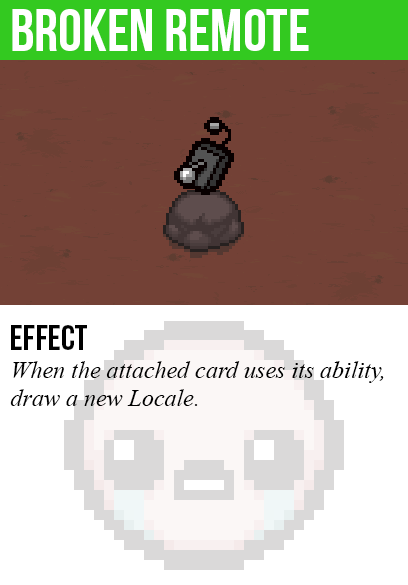 BROKEN REMOTE
EFFECT
When the attached card uses its ability,
draw a new Locale.